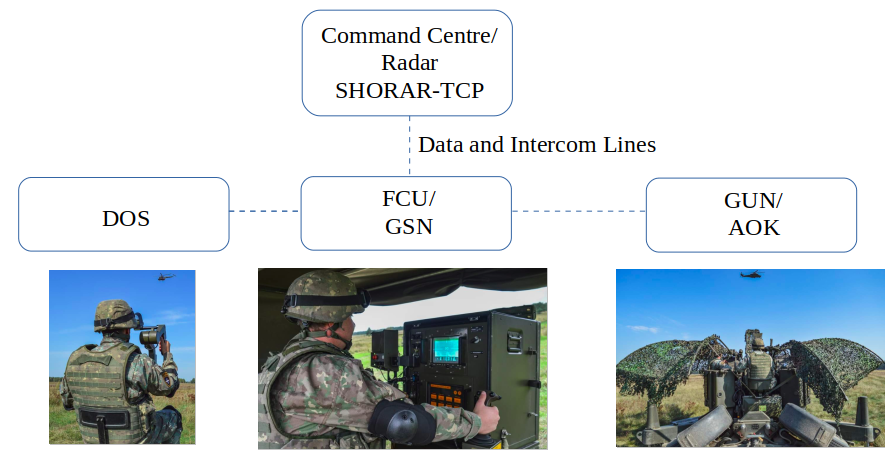 Command Centre/
Radar
SHORAR-TCP
Data and Intercom Lines
DOS
FCU/
GSN
GUN/
AOK